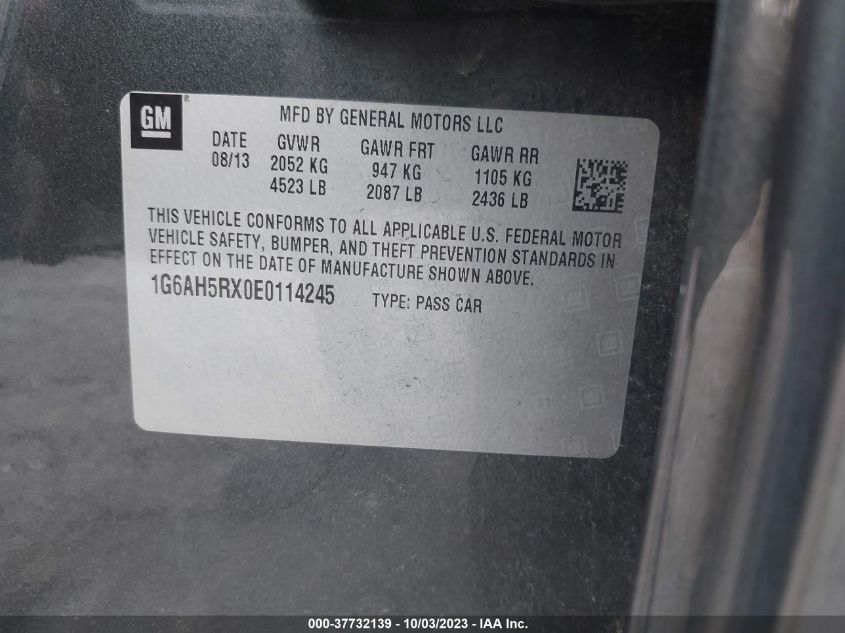 GM®
MFD BY GENERAL MOTORS LLC
DATE GVWR GAWR FRT GAWR RR
08/13 2052 KG 947 KG 1105 KG
4523 LB 2087 LB 2436 LB
THIS VEHICLE CONFORMS TO ALL APPLICABLE U.S. FEDERAL MOTOR
VEHICLE SAFETY, BUMPER, AND THEFT PREVENTION STANDARDS IN
EFFECT ON THE DATE OF MANUFACTURE SHOWN ABOVE.
1G6AH5RX0E0114245 TYPE: PASS CAR
000-37732139 - 10/03/2023 - IAA Inc.